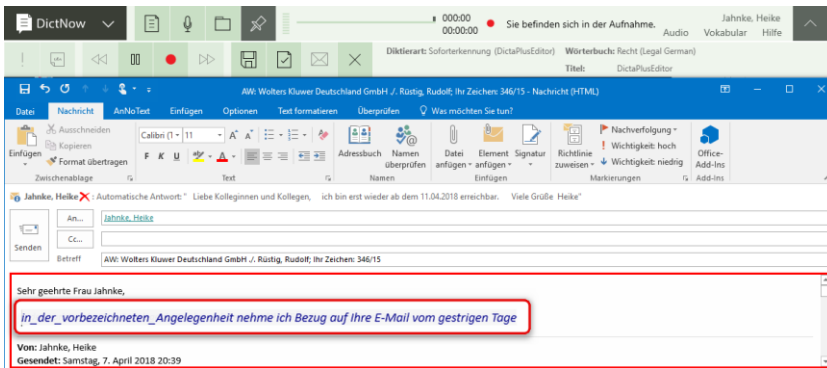 DictNow
000:00
00:00:00
Sie befinden sich in der Aufnahme.
Audio
Jahnke, Heike
Vokabular
Hilfe
Diktierart: Soforterkennung (DictaPlusEditor)
Wörterbuch: Recht (Legal German)
Titel: DictaPlusEditor
AW: Wolters Kluwer Deutschland GmbH ./. Rüstig, Rudolf; Ihr Zeichen: 346/15 - Nachricht (HTML)
Datei Nachricht AnNoText Einfügen Optionen Text formatieren Überprüfen Was möchten Sie tun?
Einfügen
Ausschneiden
Kopieren
Format übertragen
Zwischenablage
Calibri (T 11
F K U
Text
Adressbuch
Namen überprüfen
Namen
Datei anfügen
Element anfügen
Signatur
Einfügen
Richtlinie zuweisen
Nachverfolgung
Wichtigkeit: hoch
Wichtigkeit: niedrig
Markierungen
Office-Add-Ins
Add-Ins
Jahnke, Heike : Automatische Antwort:" Liebe Kolleginnen und Kollegen, ich bin erst wieder ab dem 11.04.2018 erreichbar. Viele Grüße Heike"
Senden
An... Jahnke, Heike
Cc...
Betreff AW: Wolters Kluwer Deutschland GmbH ./. Rüstig, Rudolf; Ihr Zeichen: 346/15
Sehr geehrte Frau Jahnke,
in_der_vorbezeichneten_Angelegenheit nehme ich Bezug auf Ihre E-Mail vom gestrigen Tage
Von: Jahnke, Heike
Gesendet: Samstag, 7. April 2018 20:39